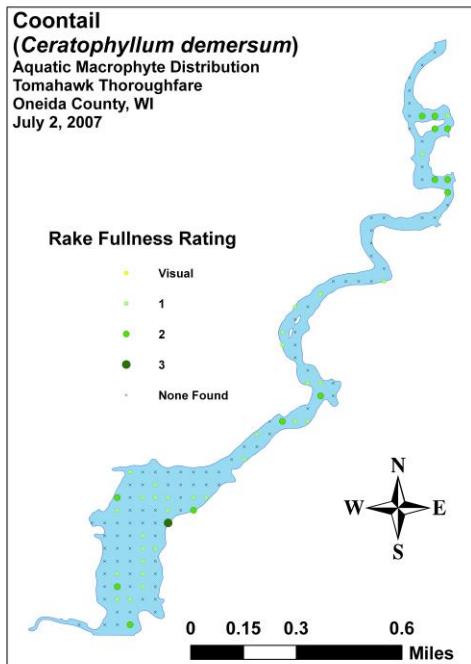 Coontail
(Ceratophyllum demersum)
Aquatic Macrophyte Distribution
Tomahawk Thoroughfare
Oneida County, WI
July 2, 2007
Rake Fullness Rating
Visual
1
2
3
None Found
N
W E
S
0 0.15 0.3 0.6
Miles